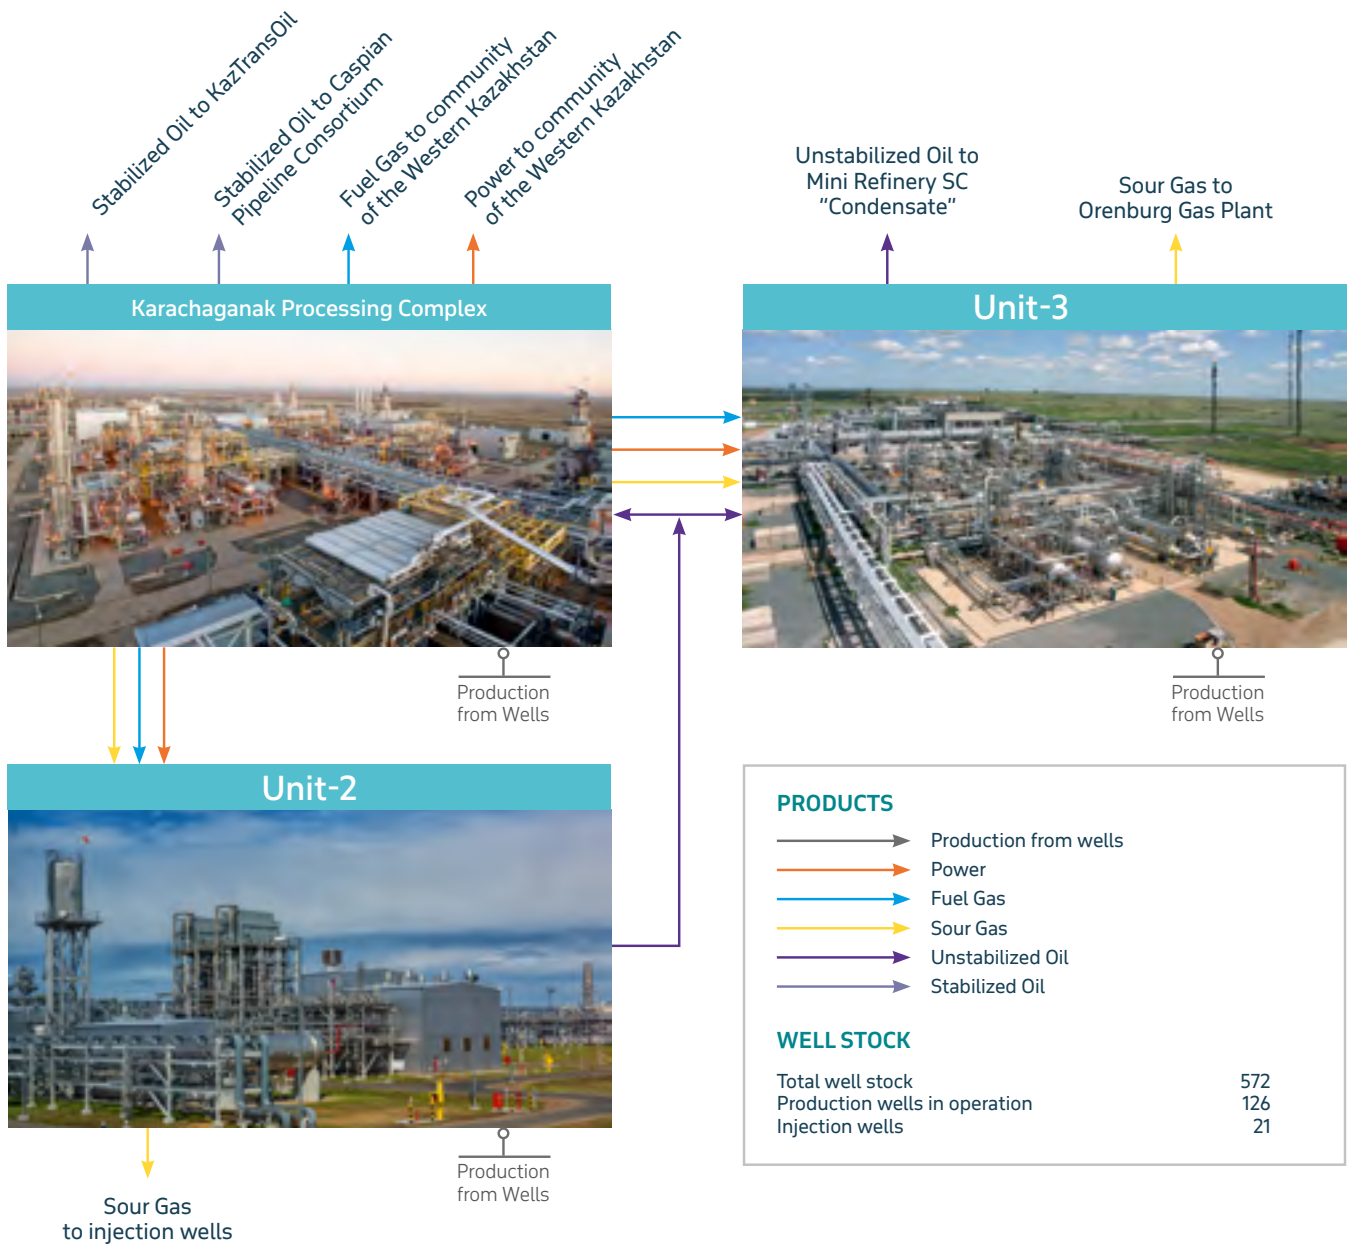 Stabilized Oil to KazTransOil
Stabilized Oil to Caspian
Pipeline Consortium
Fuel Gas to community
of the Western Kazakhstan
Power to community
of the Western Kazakhstan
Unstabilized Oil to
Mini Refinery SC
“Condensate”
Sour Gas to
Orenburg Gas Plant
Karachaganak Processing Complex
Unit-3
Production
from Wells
Production
from Wells
Unit-2
Production
from Wells
Sour Gas
to injection wells
PRODUCTS
Production from wells
Power
Fuel Gas
Sour Gas
Unstabilized Oil
Stabilized Oil
WELL STOCK
Total well stock 572
Production wells in operation 126
Injection wells 21